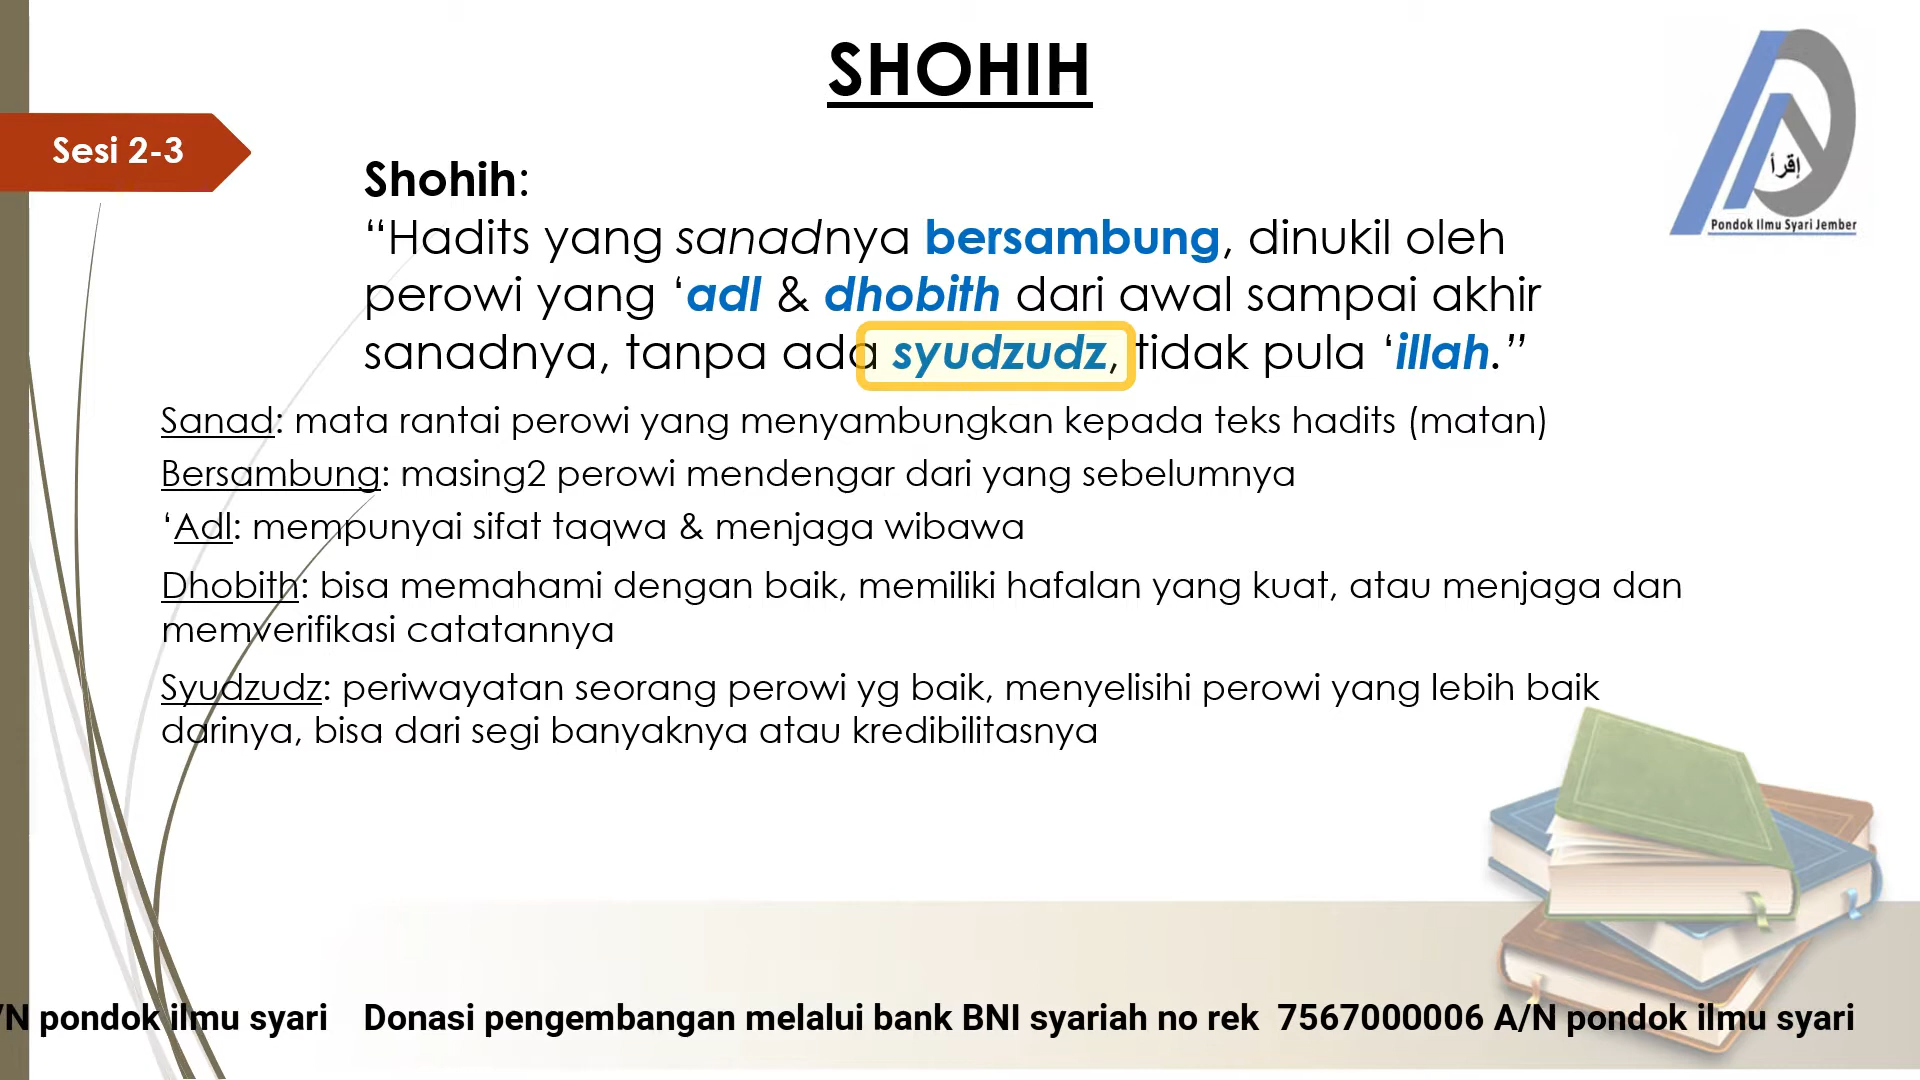 SHOHIH
Sesi 2-3
إقرأ
Pondok Ilmu Syari Jember
Shohih:
“Hadits yang sanadnya bersambung, dinukil oleh
perowi yang ‘adl & dhobith dari awal sampai akhir
sanadnya, tanpa ada syudzudz, tidak pula ‘illah.”
Sanad: mata rantai perowi yang menyambungkan kepada teks hadits (matan)
Bersambung: masing2 perowi mendengar dari yang sebelumnya
‘Adl: mempunyai sifat taqwa & menjaga wibawa
Dhobith: bisa memahami dengan baik, memiliki hafalan yang kuat, atau menjaga dan
memverifikasi catatannya
Syudzudz: periwayatan seorang perowi yg baik, menyelisihi perowi yang lebih baik
darinya, bisa dari segi banyaknya atau kredibilitasnya
/N pondok ilmu syari Donasi pengembangan melalui bank BNI syariah no rek 7567000006 A/N pondok ilmu syari